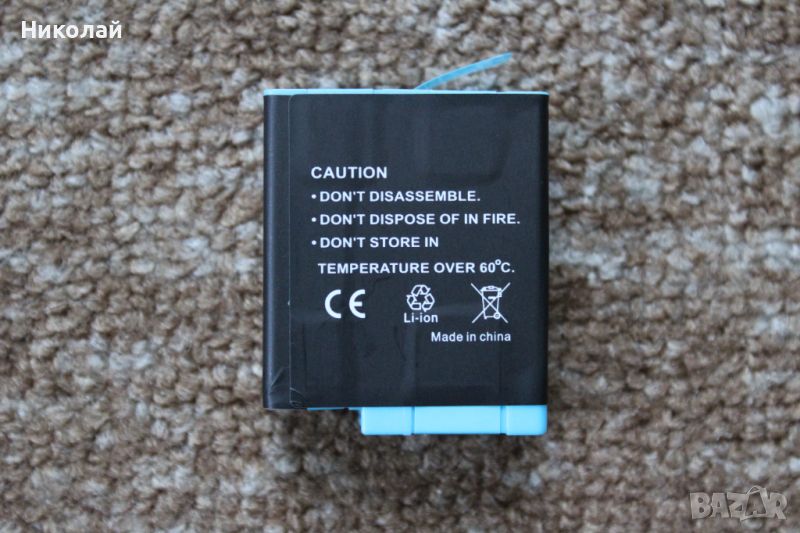 Николай
CAUTION
•DON'T DISASSEMBLE.
•DON'T DISPOSE OF IN FIRE.
•DON'T STORE IN
TEMPERATURE OVER 60°C.
CE
Li-ion
Made in china
BAZAR